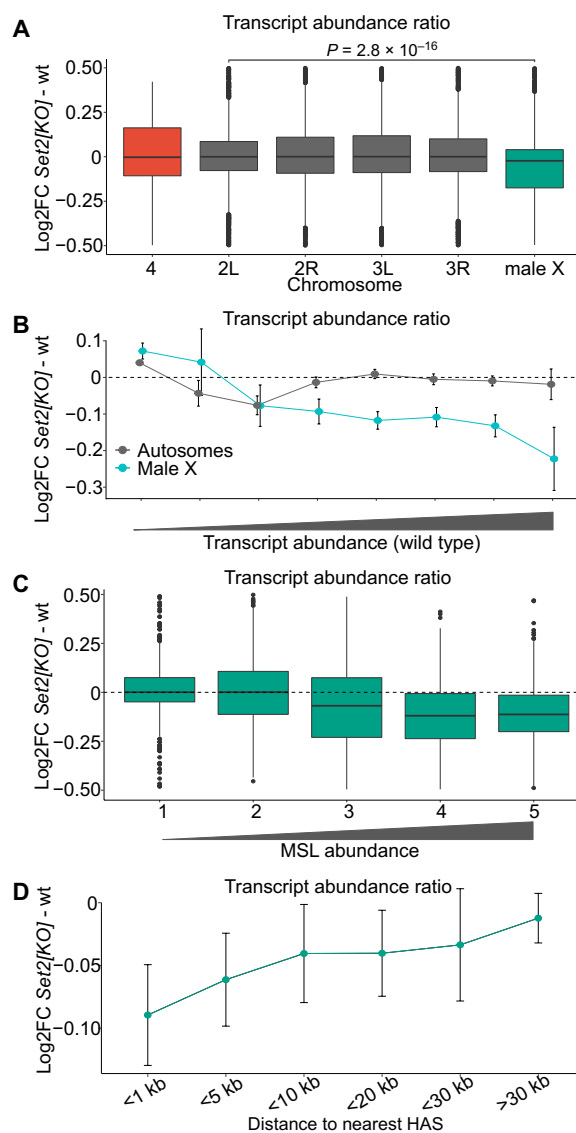 A
Transcript abundance ratio
P = 2.8 × 10⁻¹⁶
Log2FC Set2[KO] - wt
0.50
0.25
0
−0.25
−0.50
4 2L 2R 3L 3R male X
Chromosome
B
Transcript abundance ratio
Log2FC Set2[KO] - wt
0.1
0
−0.1
−0.2
−0.3
Autosomes
Male X
Transcript abundance (wild type)
C
Transcript abundance ratio
Log2FC Set2[KO] - wt
0.50
0.25
0
−0.25
−0.50
1 2 3 4 5
MSL abundance
D
Transcript abundance ratio
Log2FC Set2[KO] - wt
0
−0.05
−0.10
<1 kb <5 kb <10 kb <20 kb <30 kb >30 kb
Distance to nearest HAS